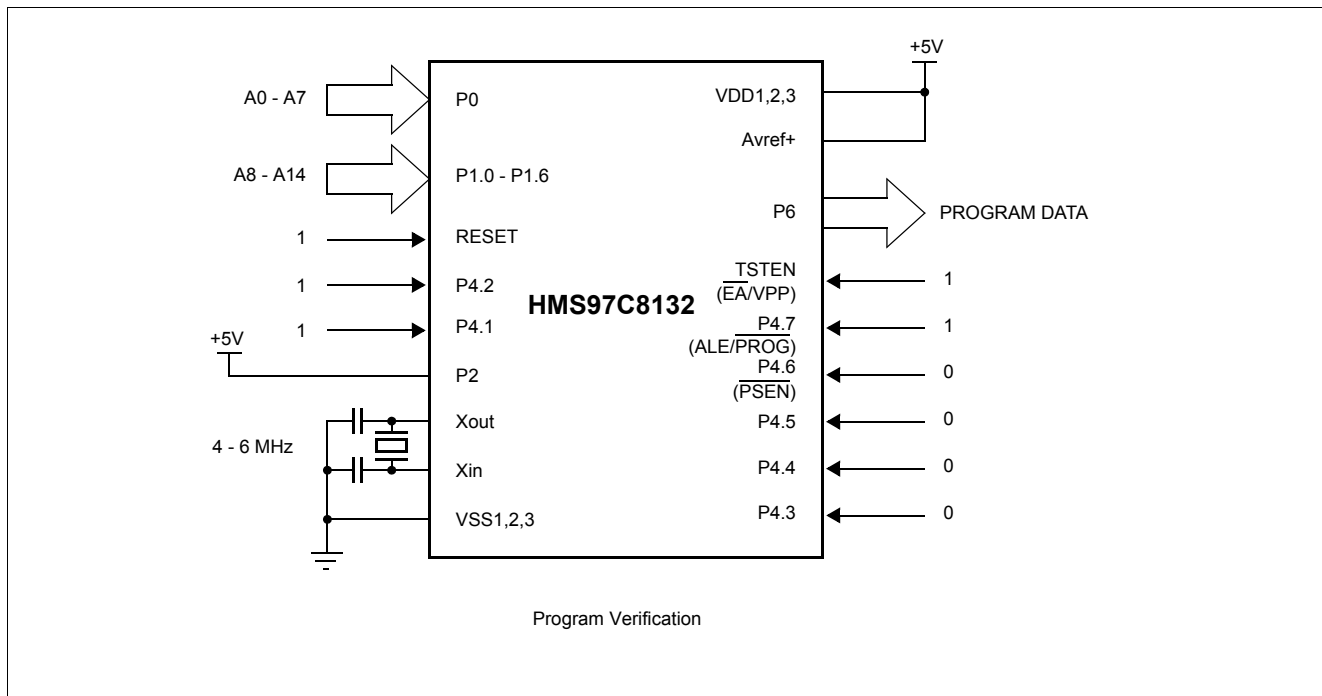 +5V
A0 - A7
P0
VDD1,2,3
Avref+
A8 - A14
P1.0 - P1.6
P6
PROGRAM DATA
1
RESET
1
P4.2
1
P4.1
+5V
P2
4 - 6 MHz
Xout
Xin
VSS1,2,3
HMS97C8132
TSTEN
(EA/VPP)
1
P4.7
(ALE/PROG)
1
P4.6
(PSEN)
0
P4.5
0
P4.4
0
P4.3
0
Program Verification